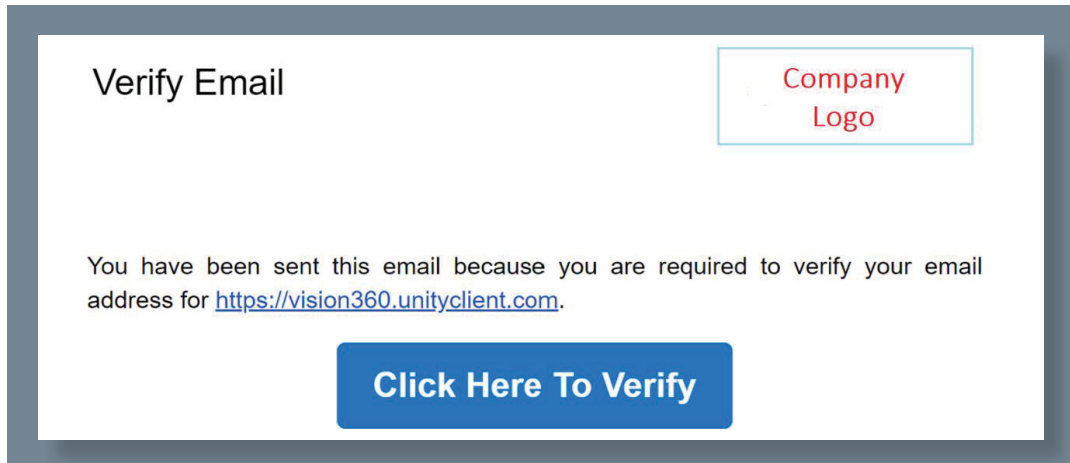 Verify Email
Company
Logo
You have been sent this email because you are required to verify your email
address for https://vision360.unityclient.com.
Click Here To Verify